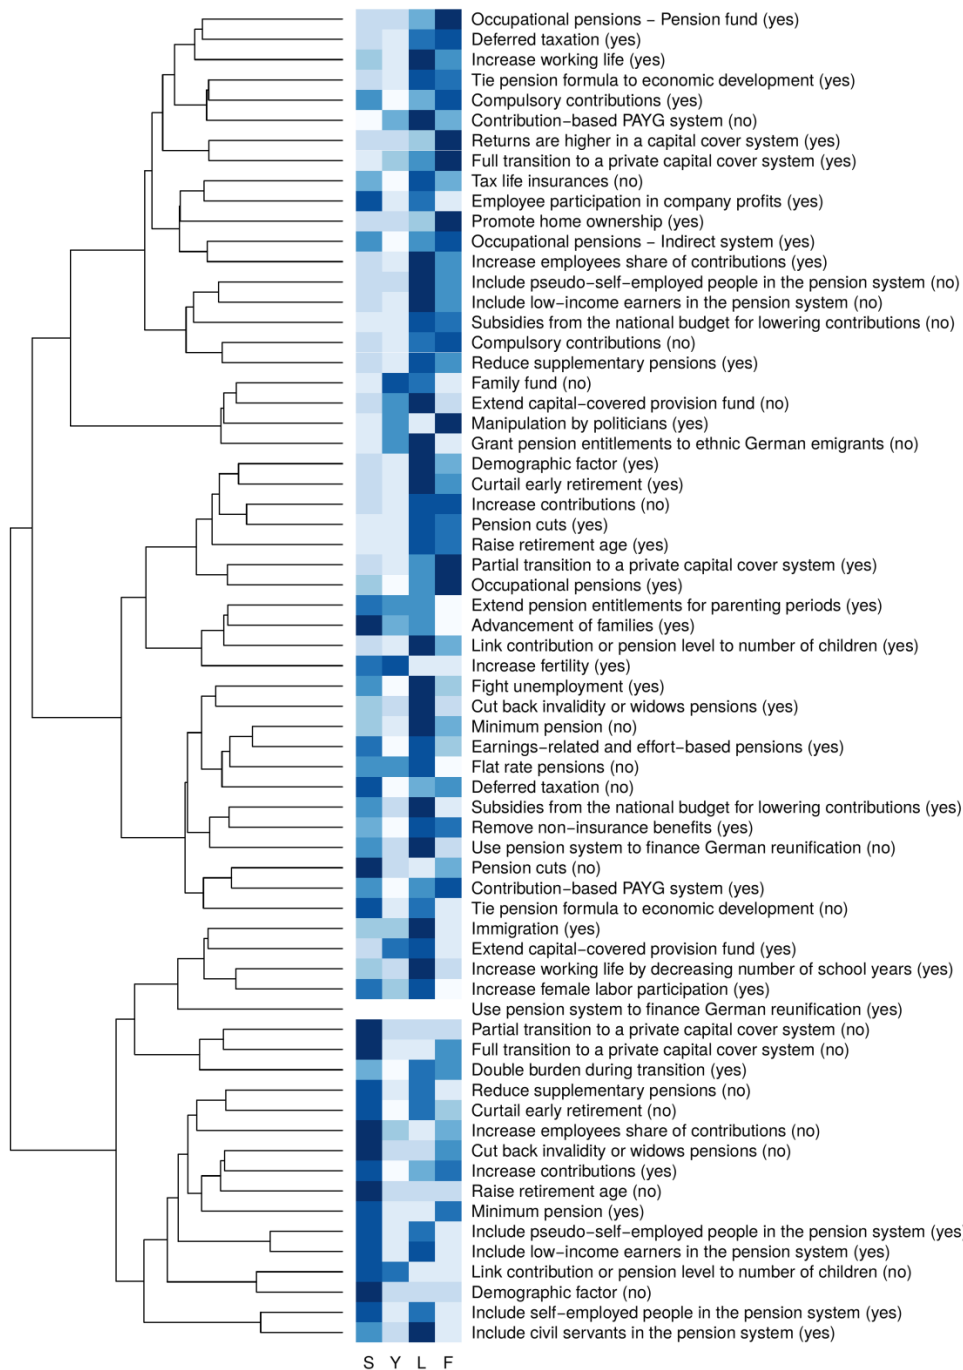 Occupational pensions − Pension fund (yes)
Deferred taxation (yes)
Increase working life (yes)
Tie pension formula to economic development (yes)
Compulsory contributions (yes)
Contribution−based PAYG system (no)
Returns are higher in a capital cover system (yes)
Full transition to a private capital cover system (yes)
Tax life insurances (no)
Employee participation in company profits (yes)
Promote home ownership (yes)
Occupational pensions − Indirect system (yes)
Increase employees share of contributions (yes)
Include pseudo−self−employed people in the pension system (no)
Include low−income earners in the pension system (no)
Subsidies from the national budget for lowering contributions (no)
Compulsory contributions (no)
Reduce supplementary pensions (yes)
Family fund (no)
Extend capital−covered provision fund (no)
Manipulation by politicians (yes)
Grant pension entitlements to ethnic German emigrants (no)
Demographic factor (yes)
Curtail early retirement (yes)
Increase contributions (no)
Pension cuts (yes)
Raise retirement age (yes)
Partial transition to a private capital cover system (yes)
Occupational pensions (yes)
Extend pension entitlements for parenting periods (yes)
Advancement of families (yes)
Link contribution or pension level to number of children (yes)
Increase fertility (yes)
Fight unemployment (yes)
Cut back invalidity or widows pensions (yes)
Minimum pension (no)
Earnings−related and effort−based pensions (yes)
Flat rate pensions (no)
Deferred taxation (no)
Subsidies from the national budget for lowering contributions (yes)
Remove non−insurance benefits (yes)
Use pension system to finance German reunification (no)
Pension cuts (no)
Contribution−based PAYG system (yes)
Tie pension formula to economic development (no)
Immigration (yes)
Extend capital−covered provision fund (yes)
Increase working life by decreasing number of school years (yes)
Increase female labor participation (yes)
Use pension system to finance German reunification (yes)
Partial transition to a private capital cover system (no)
Full transition to a private capital cover system (no)
Double burden during transition (yes)
Reduce supplementary pensions (no)
Curtail early retirement (no)
Increase employees share of contributions (no)
Cut back invalidity or widows pensions (no)
Increase contributions (yes)
Raise retirement age (no)
Minimum pension (yes)
Include pseudo−self−employed people in the pension system (yes)
Include low−income earners in the pension system (yes)
Link contribution or pension level to number of children (no)
Demographic factor (no)
Include self−employed people in the pension system (yes)
Include civil servants in the pension system (yes)
S Y L F